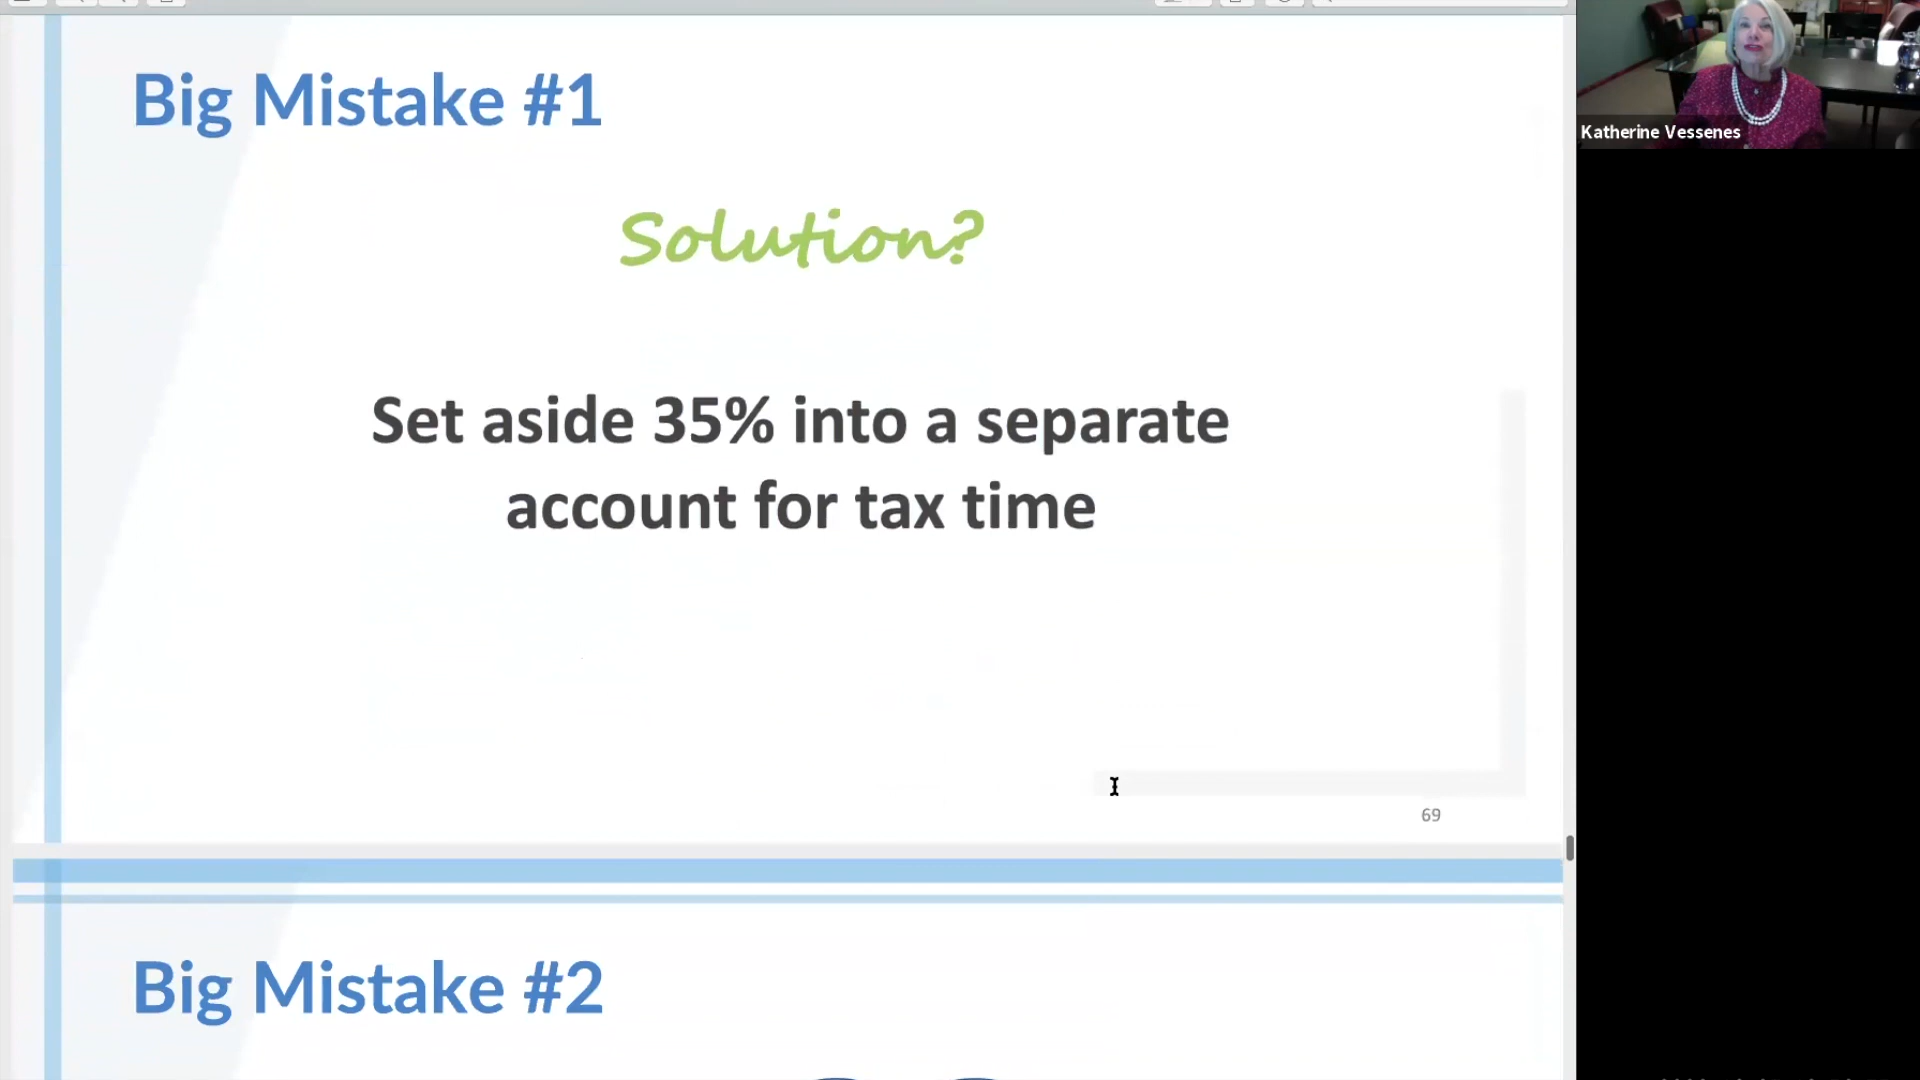 Big Mistake #1
Solution?
Set aside 35% into a separate
account for tax time
69
Big Mistake #2
Katherine Vessenes